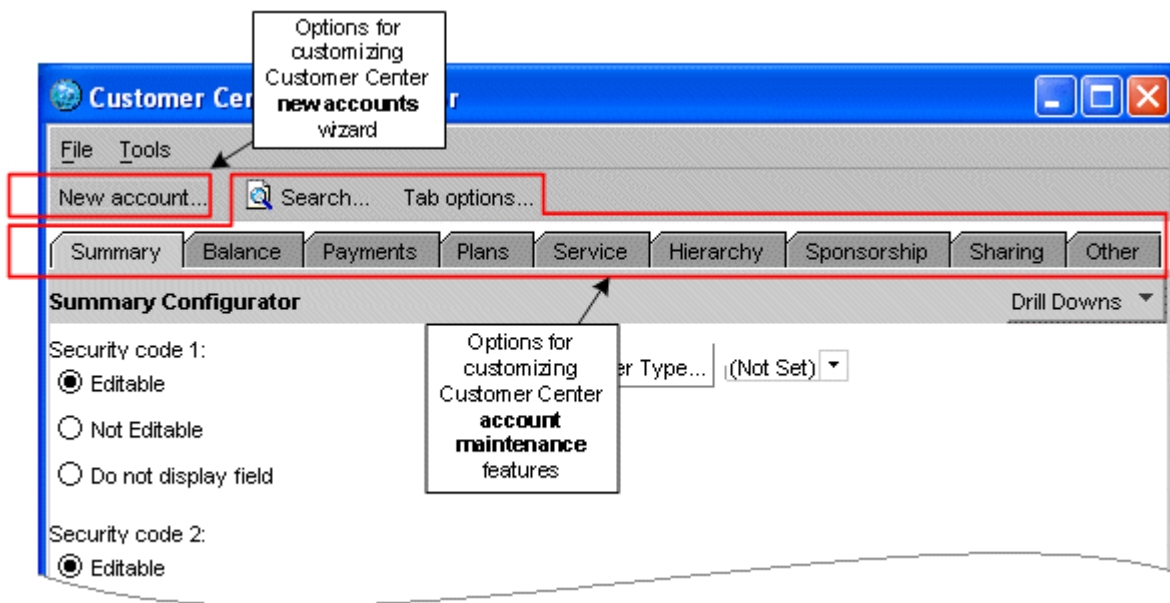 Options for
customizing
Customer Center
new accounts
wizard
Customer Cer r
File Tools
New account... Search... Tab options...
Summary Balance Payments Plans Service Hierarchy Sponsorship Sharing Other
Summary Configurator Drill Downs
Security code 1:
Editable
Not Editable
Do not display field
Options for
customizing
Customer Center
account
maintenance
features
er Type... (Not Set)
Security code 2:
Editable